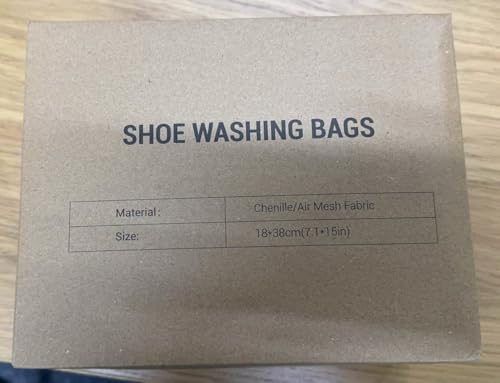 SHOE WASHING BAGS
Material: Chenille/Air Mesh Fabric
Size: 18*38cm(7.1*15in)